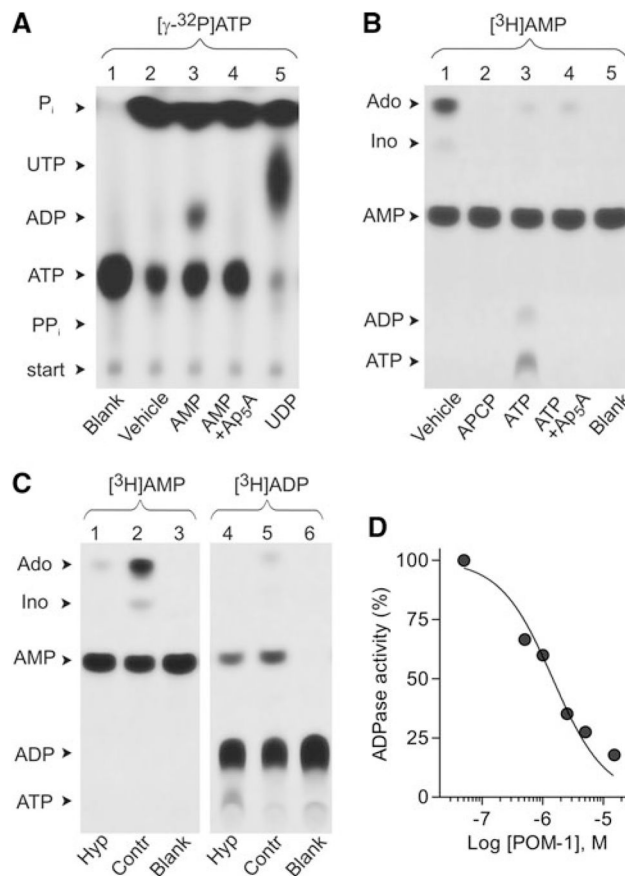 A
[γ-³²P]ATP
1 2 3 4 5
Pᵢ
UTP
ADP
ATP
PPᵢ
start
Blank
Vehicle
AMP
AMP
+Ap₅A
UDP
B
[³H]AMP
1 2 3 4 5
Ado
Ino
AMP
ADP
ATP
Vehicle
APCP
ATP
ATP
+Ap₅A
Blank
C
[³H]AMP [³H]ADP
1 2 3 4 5 6
Ado
Ino
AMP
ADP
ATP
Hyp
Contr
Blank
Hyp
Contr
Blank
D
ADPase activity (%)
100
75
50
25
0
-7 -6 -5
Log [POM-1], M